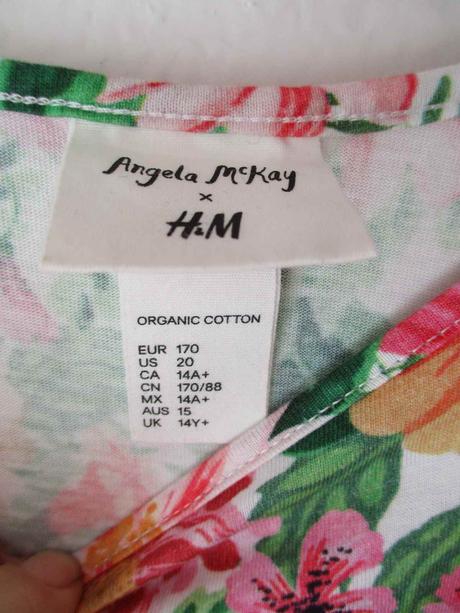 Angela McKay
×
H&M
ORGANIC COTTON
EUR 170
US 20
CA 14A+
CN 170/88
MX 14A+
AUS 15
UK 14Y+